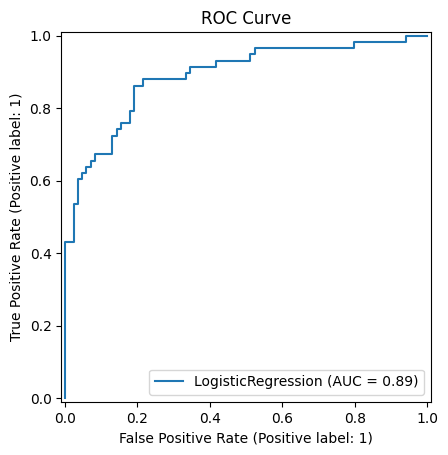 ROC Curve
1.0
0.8
0.6
0.4
0.2
0.0
True Positive Rate (Positive label: 1)
LogisticRegression (AUC = 0.89)
0.0 0.2 0.4 0.6 0.8 1.0
False Positive Rate (Positive label: 1)